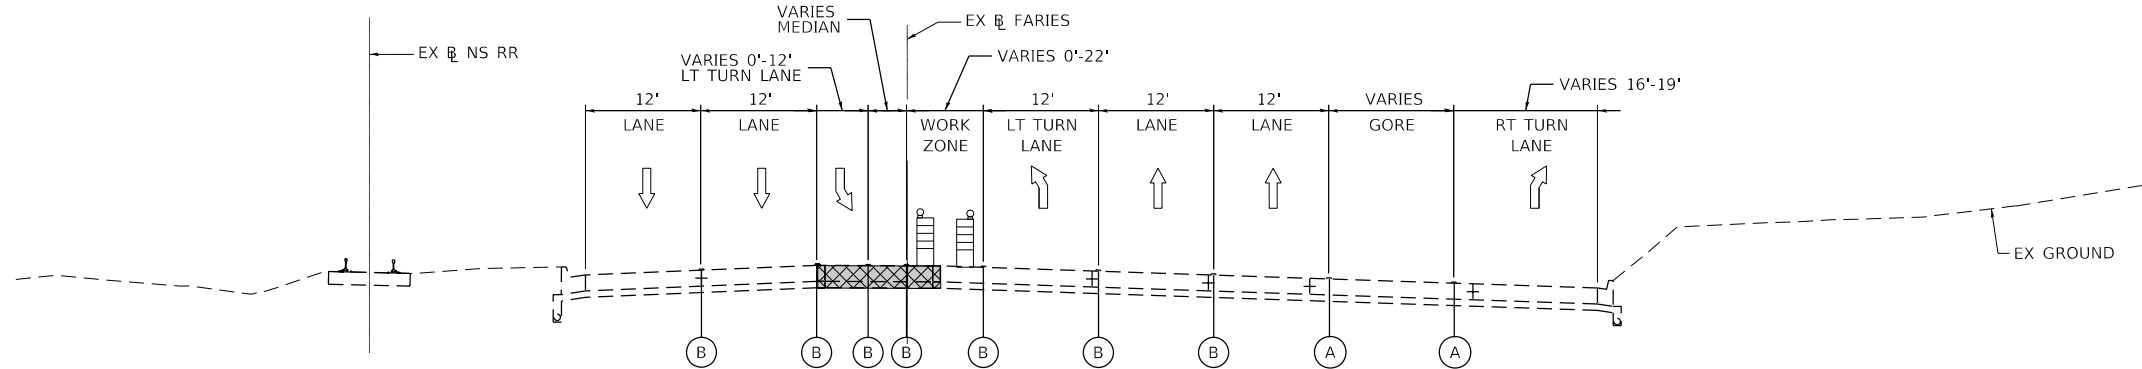 VARIES
MEDIAN
EX ℄ FARIES
EX ℄ NS RR
VARIES 0'-12'
LT TURN LANE
VARIES 0'-22'
VARIES 16'-19'
12'
12'
12'
12'
12'
VARIES
LANE
LANE
WORK
ZONE
LT TURN
LANE
LANE
LANE
GORE
RT TURN
LANE
EX GROUND
B
B
B
B
B
B
B
A
A